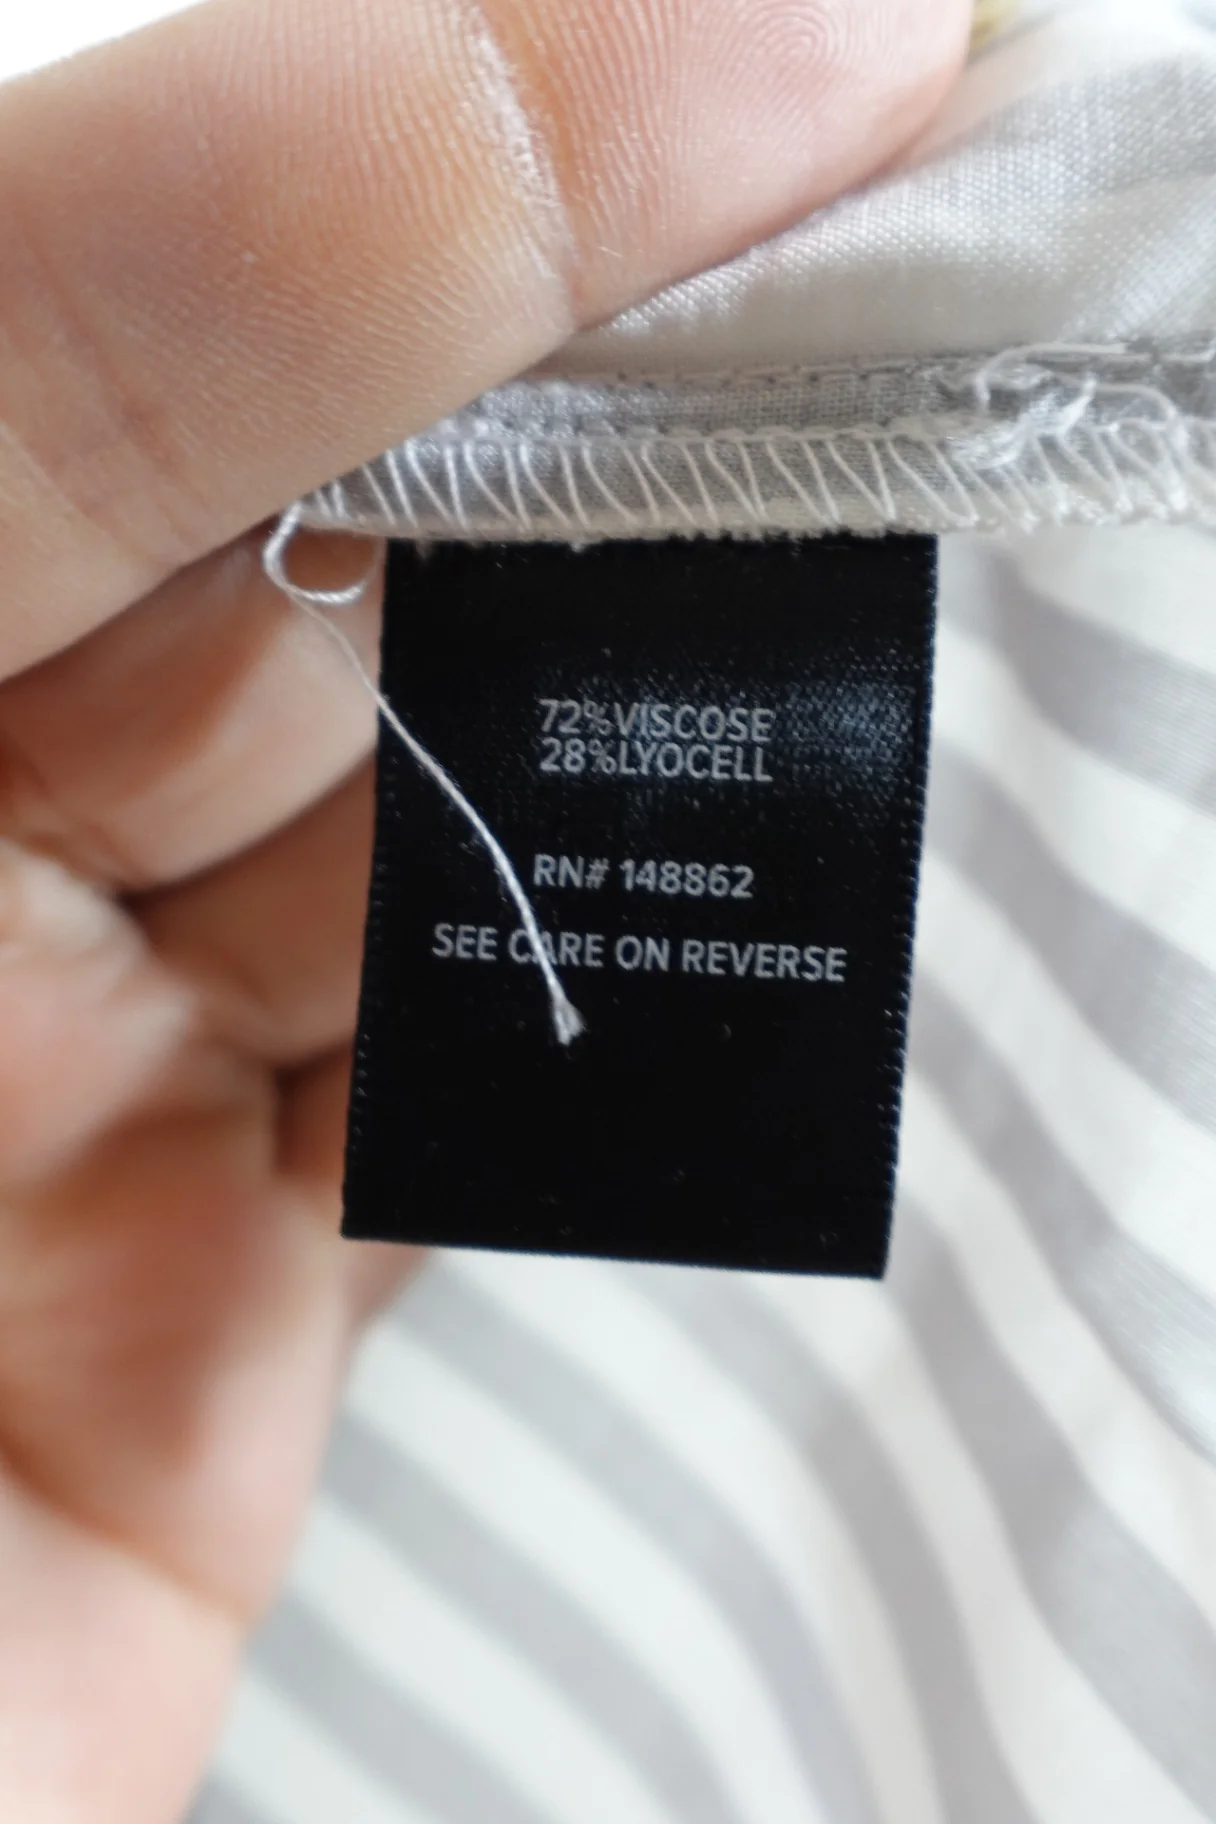 72%VISCOSE
28%LYOCELL
RN# 148862
SEE CARE ON REVERSE